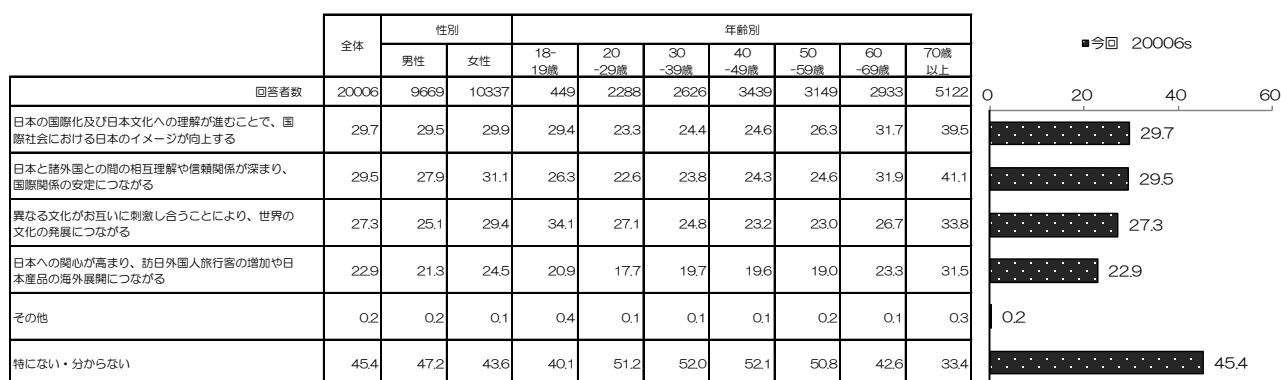 全体 性別 年齢別
男性 女性 18-19歳 20-29歳 30-39歳 40-49歳 50-59歳 60-69歳 70歳以上
■今回 20006s
回答者数 20006 9669 10337 449 2288 2626 3439 3149 2933 5122
0 20 40 60
日本の国際化及び日本文化への理解が進むことで、国
際社会における日本のイメージが向上する
29.7 29.5 29.9 29.4 23.3 24.4 24.6 26.3 31.7 39.5 29.7
日本と諸外国との間の相互理解や信頼関係が深まり、
国際関係の安定につながる
29.5 27.9 31.1 26.3 22.6 23.8 24.3 24.6 31.9 41.1 29.5
異なる文化がお互いに刺激し合うことにより、世界の
文化の発展につながる
27.3 25.1 29.4 34.1 27.1 24.8 23.2 23.0 26.7 33.8 27.3
日本への関心が高まり、訪日外国人旅行客の増加や日
本産品の海外展開につながる
22.9 21.3 24.5 20.9 17.7 19.7 19.6 19.0 23.3 31.5 22.9
その他 0.2 0.2 0.1 0.4 0.1 0.1 0.1 0.2 0.1 0.3 0.2
特にない・分からない 45.4 47.2 43.6 40.1 51.2 52.0 52.1 50.8 42.6 33.4 45.4